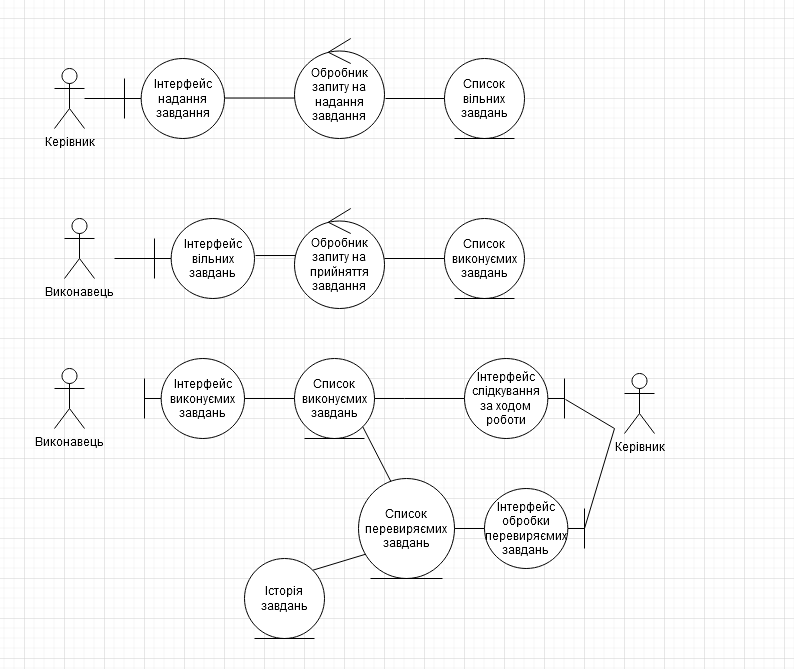 Інтерфейс
надання
завдання
Обробник
запиту на
надання
завдання
Список
вільних
завдань
Керівник
Інтерфейс
вільних
завдань
Обробник
запиту на
прийняття
завдання
Список
виконуємих
завдань
Виконавець
Інтерфейс
виконуємих
завдань
Список
виконуємих
завдань
Інтерфейс
слідкування
за ходом
роботи
Виконавець
Керівник
Список
перевиряємих
завдань
Інтерфейс
обробки
перевиряємих
завдань
Історія
завдань